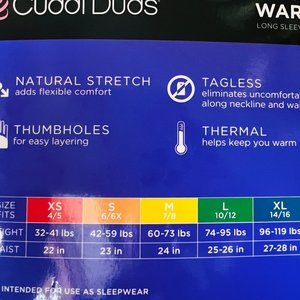 Cuddl Duds®
WAR
LONG SLEEV
NATURAL STRETCH
adds flexible comfort
TAGLESS
eliminates uncomforta
along neckline and wa
THUMBHOLES
for easy layering
THERMAL
helps keep you warm
SIZE XS S M L XL
FITS 4/5 6/6X 7/8 10/12 14/16
IGHT 32-41 lbs 42-59 lbs 60-73 lbs 74-95 lbs 96-119 lbs
AIST 22 in 23 in 24 in 25-26 in 27-28 in
INTENDED FOR USE AS SLEEPWEAR